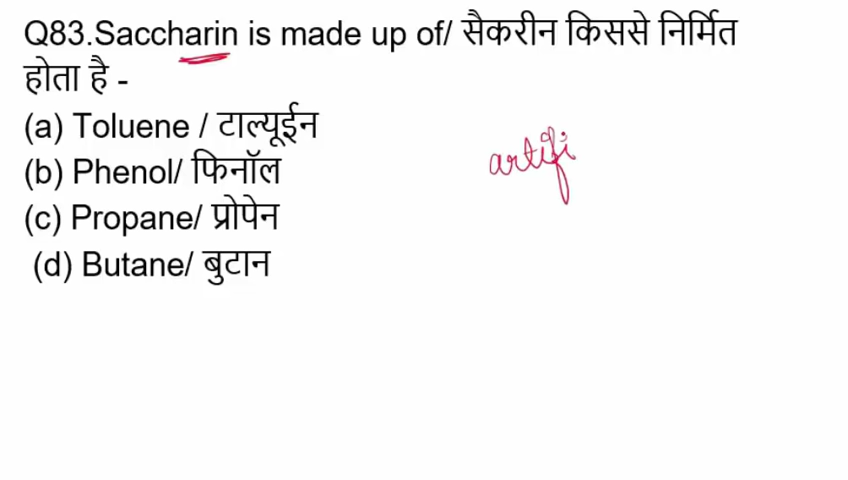 Q83.Saccharin is made up of/ सैकरीन किससे निर्मित
होता है -
(a) Toluene / टाल्यूईन
artifi
(b) Phenol/ फिनॉल
(c) Propane/ प्रोपेन
(d) Butane/ बुटान